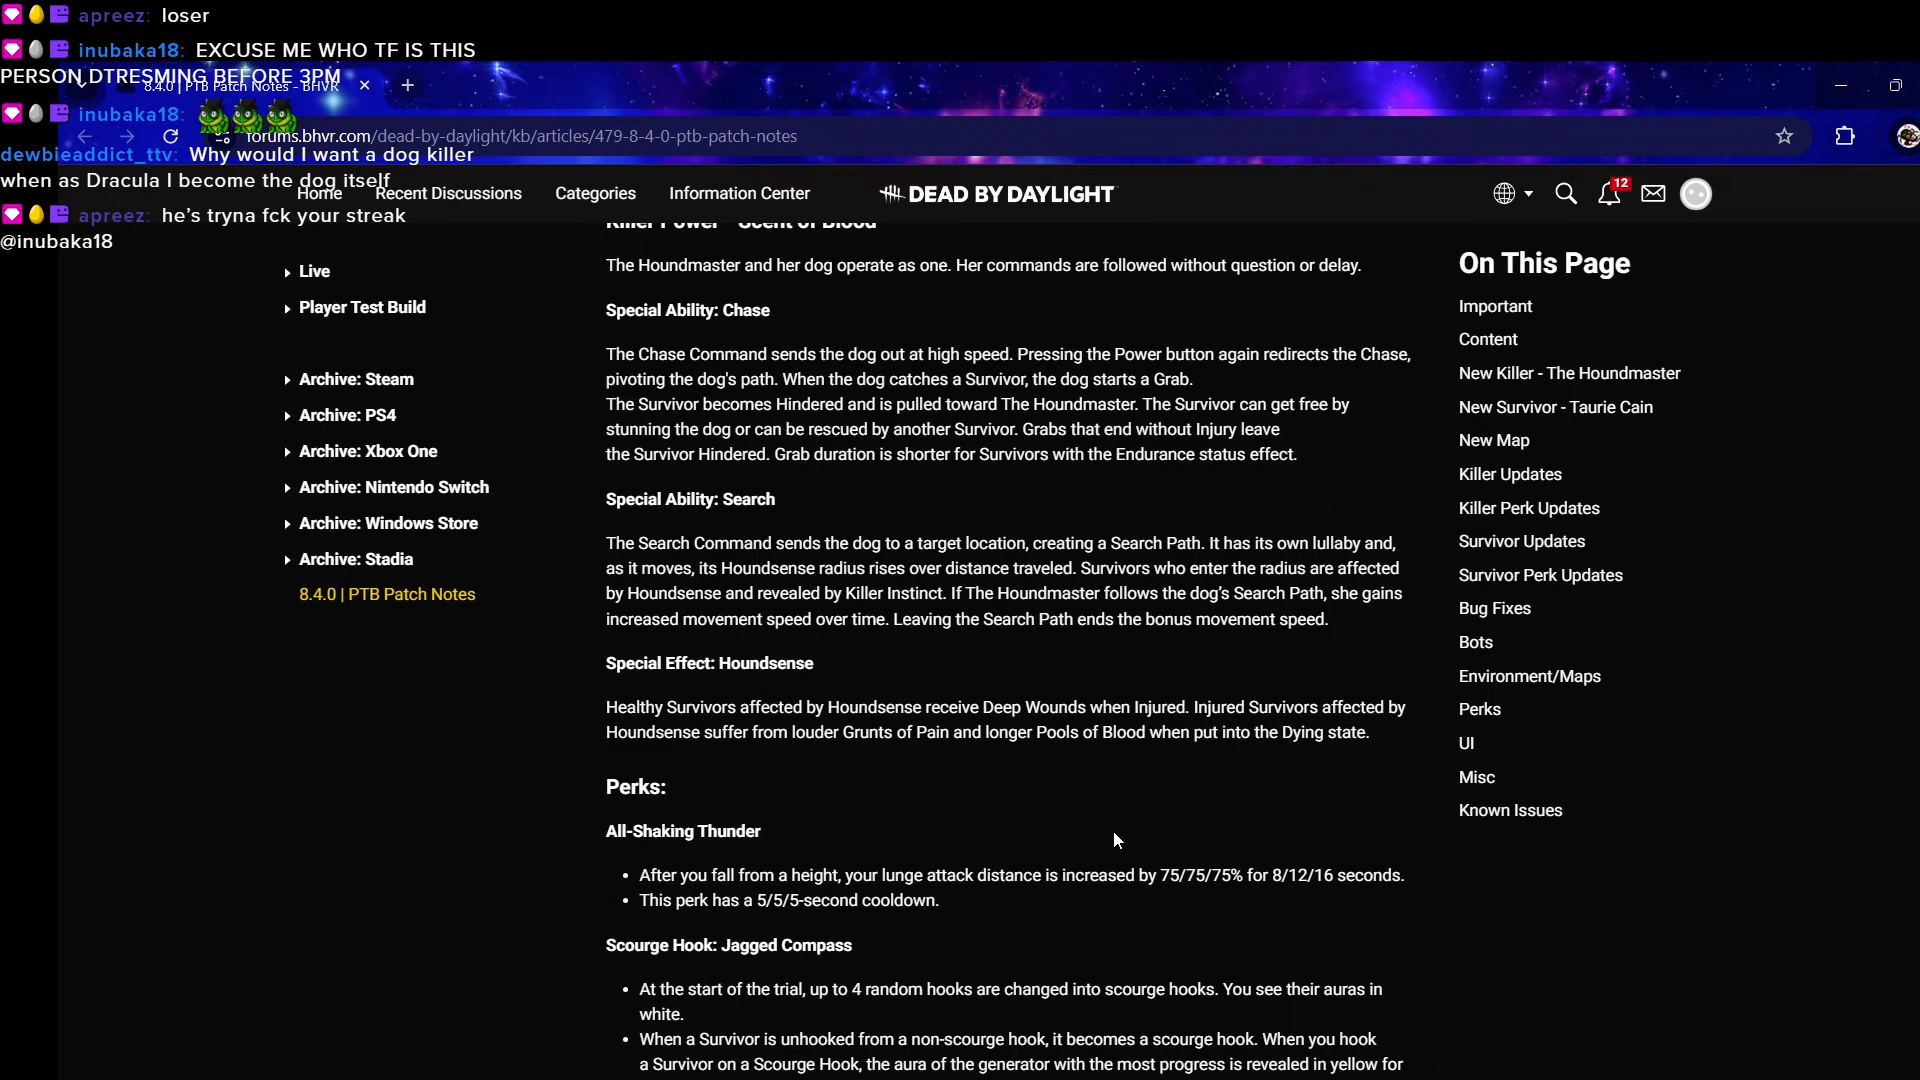 apreez: loser
inubaka18: EXCUSE ME WHO TF IS THIS
PERSON DTRESMING BEFORE 3PM
8.4.0 | PTB Patch Notes - BHVR
inubaka18:
forums.bhvr.com/dead-by-daylight/kb/articles/479-8-4-0-ptb-patch-notes
dewbieaddict_ttv: Why would I want a dog killer
when as Dracula I become the dog itself
apreez: he's tryna fck your streak
@inubaka18
Home
Recent Discussions
Categories
Information Center
DEAD BY DAYLIGHT
12
Live
Player Test Build
Archive: Steam
Archive: PS4
Archive: Xbox One
Archive: Nintendo Switch
Archive: Windows Store
Archive: Stadia
8.4.0 | PTB Patch Notes
Killer Power - Scent of Blood
The Houndmaster and her dog operate as one. Her commands are followed without question or delay.
Special Ability: Chase
The Chase Command sends the dog out at high speed. Pressing the Power button again redirects the Chase,
pivoting the dog's path. When the dog catches a Survivor, the dog starts a Grab.
The Survivor becomes Hindered and is pulled toward The Houndmaster. The Survivor can get free by
stunning the dog or can be rescued by another Survivor. Grabs that end without Injury leave
the Survivor Hindered. Grab duration is shorter for Survivors with the Endurance status effect.
Special Ability: Search
The Search Command sends the dog to a target location, creating a Search Path. It has its own lullaby and,
as it moves, its Houndsense radius rises over distance traveled. Survivors who enter the radius are affected
by Houndsense and revealed by Killer Instinct. If The Houndmaster follows the dog's Search Path, she gains
increased movement speed over time. Leaving the Search Path ends the bonus movement speed.
Special Effect: Houndsense
Healthy Survivors affected by Houndsense receive Deep Wounds when Injured. Injured Survivors affected by
Houndsense suffer from louder Grunts of Pain and longer Pools of Blood when put into the Dying state.
Perks:
All-Shaking Thunder
• After you fall from a height, your lunge attack distance is increased by 75/75/75% for 8/12/16 seconds.
• This perk has a 5/5/5-second cooldown.
Scourge Hook: Jagged Compass
• At the start of the trial, up to 4 random hooks are changed into scourge hooks. You see their auras in
white.
• When a Survivor is unhooked from a non-scourge hook, it becomes a scourge hook. When you hook
a Survivor on a Scourge Hook, the aura of the generator with the most progress is revealed in yellow for
On This Page
Important
Content
New Killer - The Houndmaster
New Survivor - Taurie Cain
New Map
Killer Updates
Killer Perk Updates
Survivor Updates
Survivor Perk Updates
Bug Fixes
Bots
Environment/Maps
Perks
UI
Misc
Known Issues